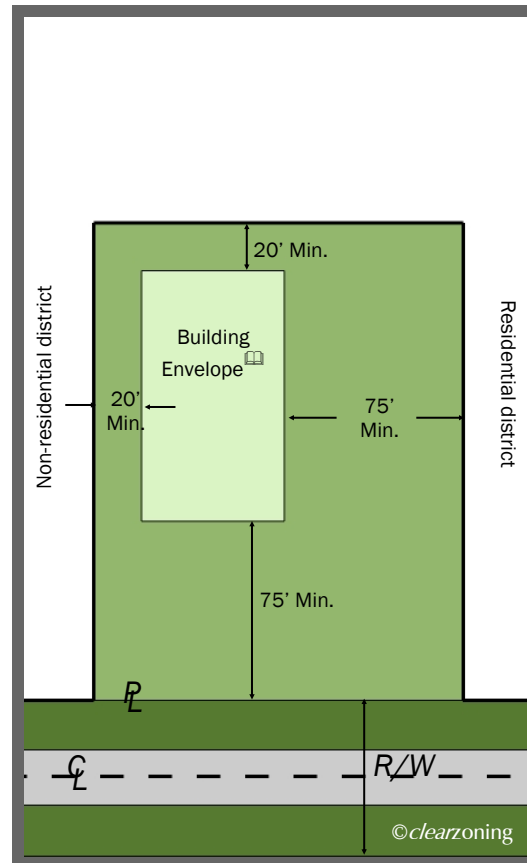 20’ Min.
Building
Envelope
Non-residential district
Residential district
20’
Min.
75’
Min.
75’ Min.
PL
CL
R/W
©clearzoning